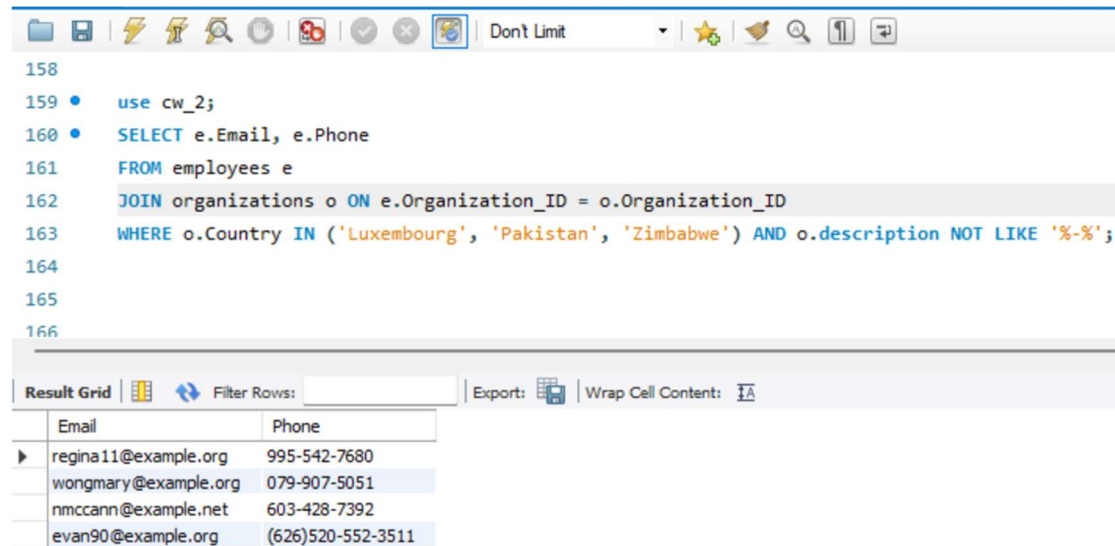 Don't Limit
158
159 use cw_2;
160 SELECT e.Email, e.Phone
161 FROM employees e
162 JOIN organizations o ON e.Organization_ID = o.Organization_ID
163 WHERE o.Country IN ('Luxembourg', 'Pakistan', 'Zimbabwe') AND o.description NOT LIKE '%-%';
164
165
166
Result Grid Filter Rows: Export: Wrap Cell Content: IA
Email Phone
regina11@example.org 995-542-7680
wongmary@example.org 079-907-5051
nmccann@example.net 603-428-7392
evan90@example.org (626)520-552-3511